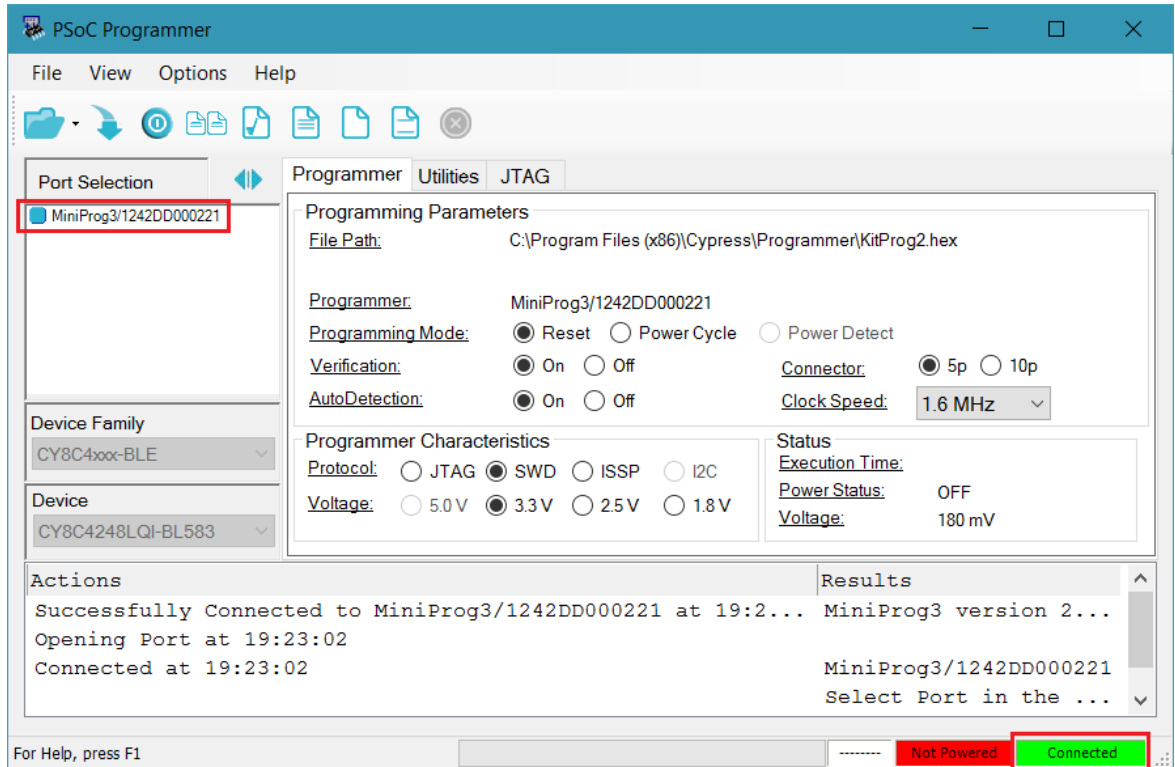 PSoC Programmer
File View Options Help
Port Selection
MiniProg3/1242DD000221
Device Family
CY8C4xxx-BLE
Device
CY8C4248LQI-BL583
Programmer Utilities JTAG
Programming Parameters
File Path: C:\Program Files (x86)\Cypress\Programmer\KitProg2.hex
Programmer: MiniProg3/1242DD000221
Programming Mode: Reset Power Cycle Power Detect
Verification: On Off Connector: 5p 10p
AutoDetection: On Off Clock Speed: 1.6 MHz
Programmer Characteristics
Protocol: JTAG SWD ISSP I2C
Voltage: 5.0 V 3.3 V 2.5 V 1.8 V
Status
Execution Time:
Power Status: OFF
Voltage: 180 mV
Actions Results
Successfully Connected to MiniProg3/1242DD000221 at 19:2... MiniProg3 version 2...
Opening Port at 19:23:02
Connected at 19:23:02 MiniProg3/1242DD000221
Select Port in the ...
For Help, press F1 -------- Not Powered Connected